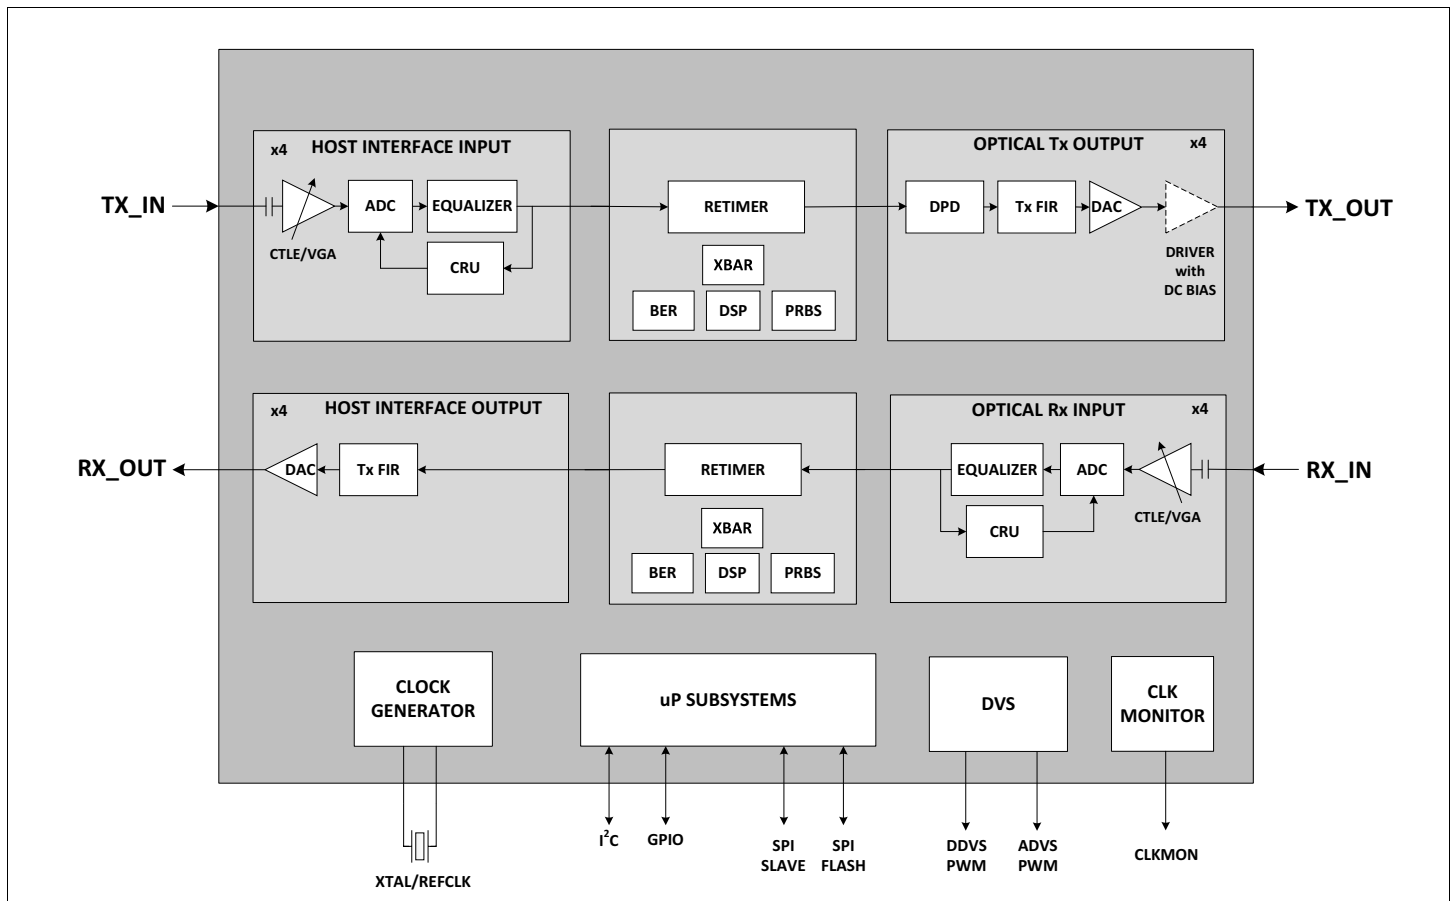 x4 HOST INTERFACE INPUT
OPTICAL Tx OUTPUT x4
TX_IN
ADC
EQUALIZER
CTLE/VGA
CRU
RETIMER
XBAR
BER
DSP
PRBS
DPD
Tx FIR
DAC
DRIVER
with
DC BIAS
TX_OUT
x4 HOST INTERFACE OUTPUT
OPTICAL Rx INPUT x4
RX_OUT
DAC
Tx FIR
RETIMER
XBAR
BER
DSP
PRBS
EQUALIZER
ADC
CRU
CTLE/VGA
RX_IN
CLOCK
GENERATOR
uP SUBSYSTEMS
DVS
CLK
MONITOR
XTAL/REFCLK
I²C
GPIO
SPI
SLAVE
SPI
FLASH
DDVS
PWM
ADVS
PWM
CLKMON